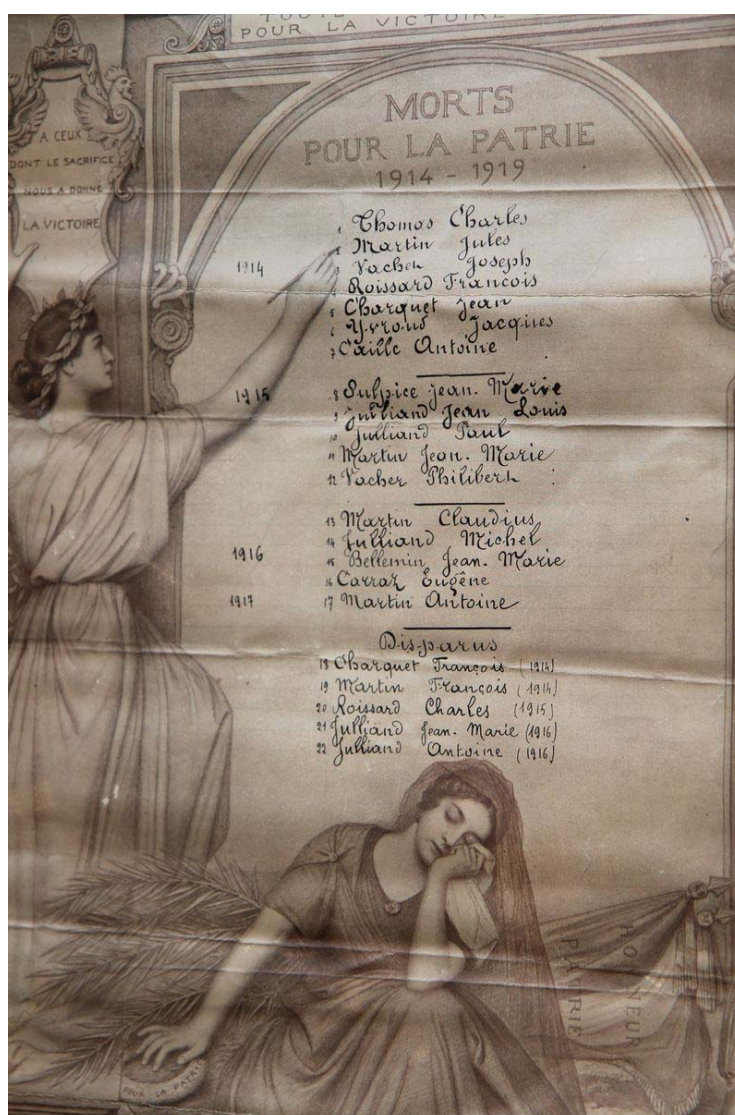 POUR LA VICTOIRE
A CEUX
DONT LE SACRIFICE
NOUS A DONNÉ
LA VICTOIRE
MORTS
POUR LA PATRIE
1914 - 1919
1914
1 Thomas Charles
2 Martin Jules
3 Vacher Joseph
4 Roissard François
5 Charquet Jean
6 Yvroud Jacques
7 Caille Antoine
1915
8 Sulpice Jean. Marie
9 Julliand Jean Louis
10 Julliand Paul
11 Martin Jean. Marie
12 Vacher Philibert
1916
13 Martin Claudius
14 Julliand Michel
15 Bellemin Jean. Marie
16 Carraz Eugêne
1917
17 Martin Antoine
Disparus
18 Charquet François (1914)
19 Martin François (1914)
20 Roissard Charles (1915)
21 Julliand Jean. Marie (1916)
22 Julliand Antoine (1916)
HONNEUR
PATRIE
POUR LA PATRIE